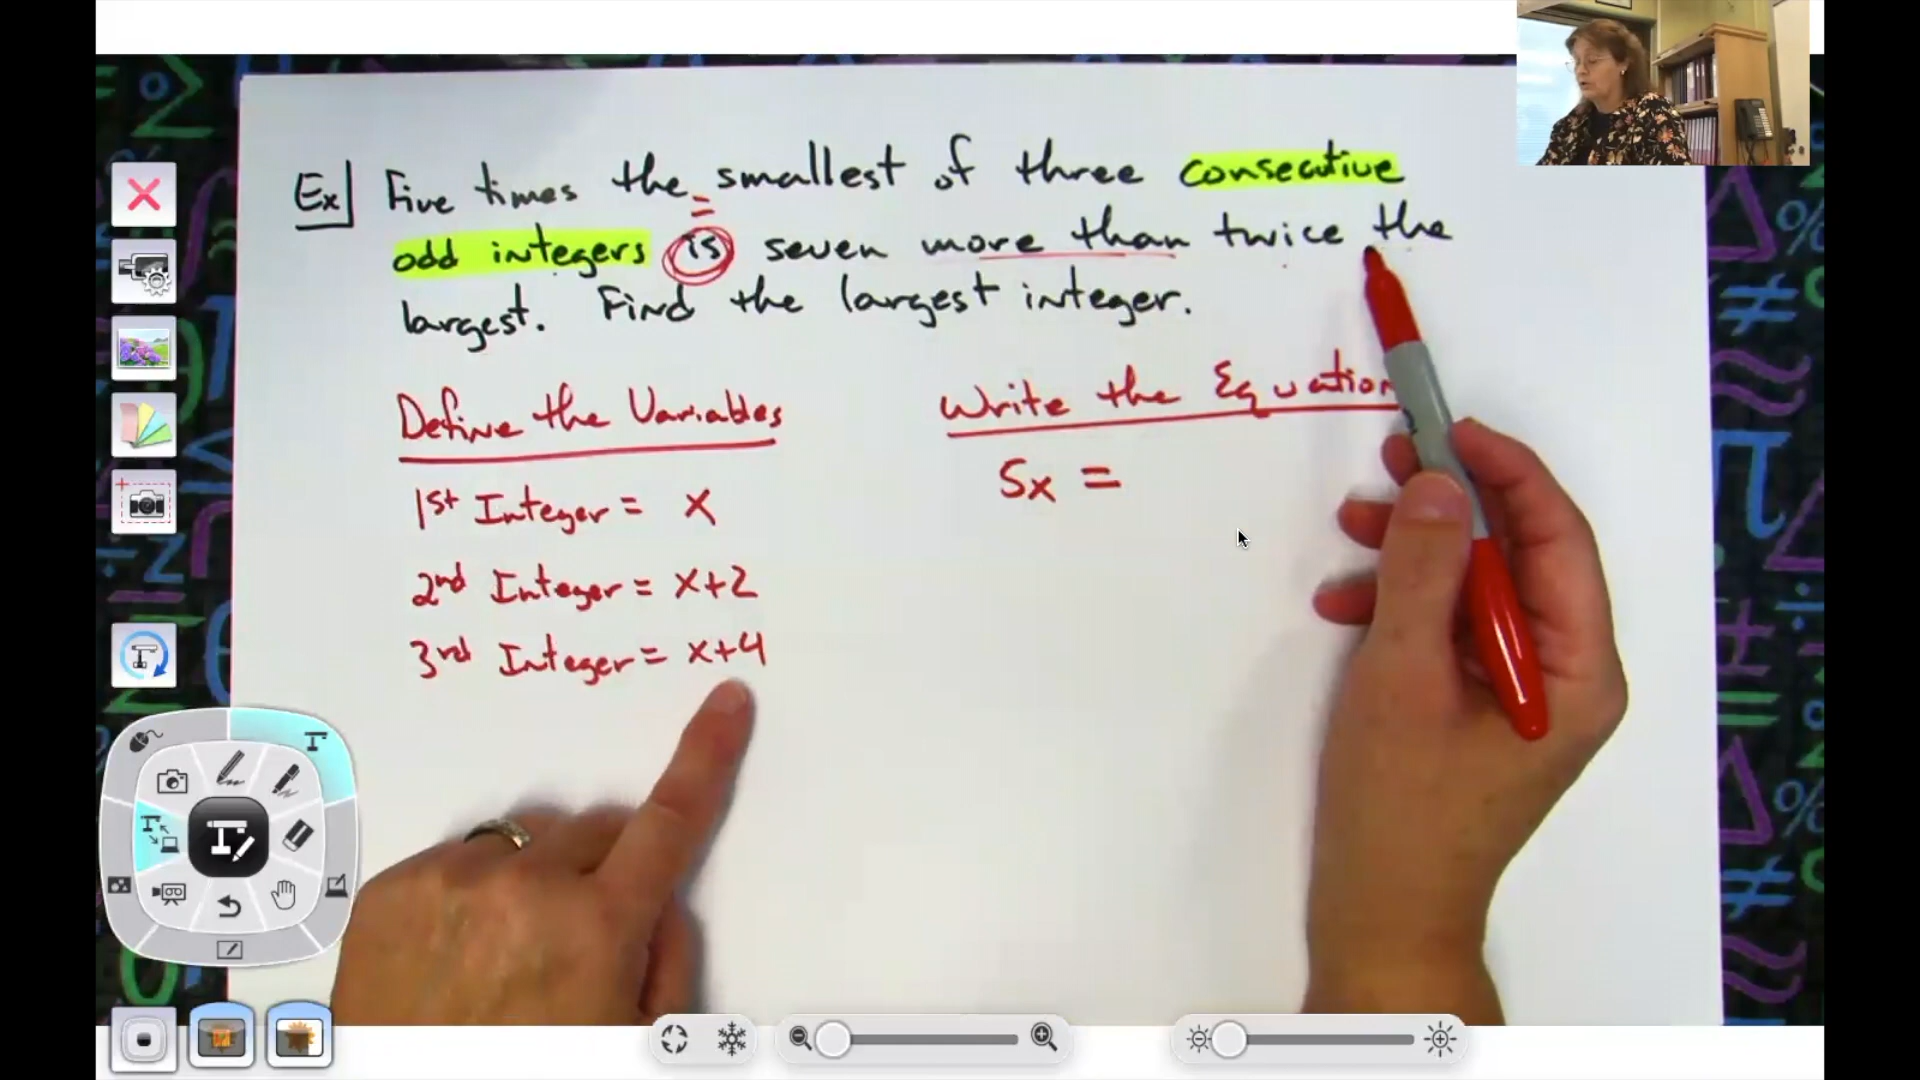 Ex Five times the smallest of three consecutive
=
odd integers is seven more than twice the
largest. Find the largest integer.
Define the Variables
1st Integer = x
2nd Integer = x+2
3rd Integer = x+4
Write the Equation
5x =